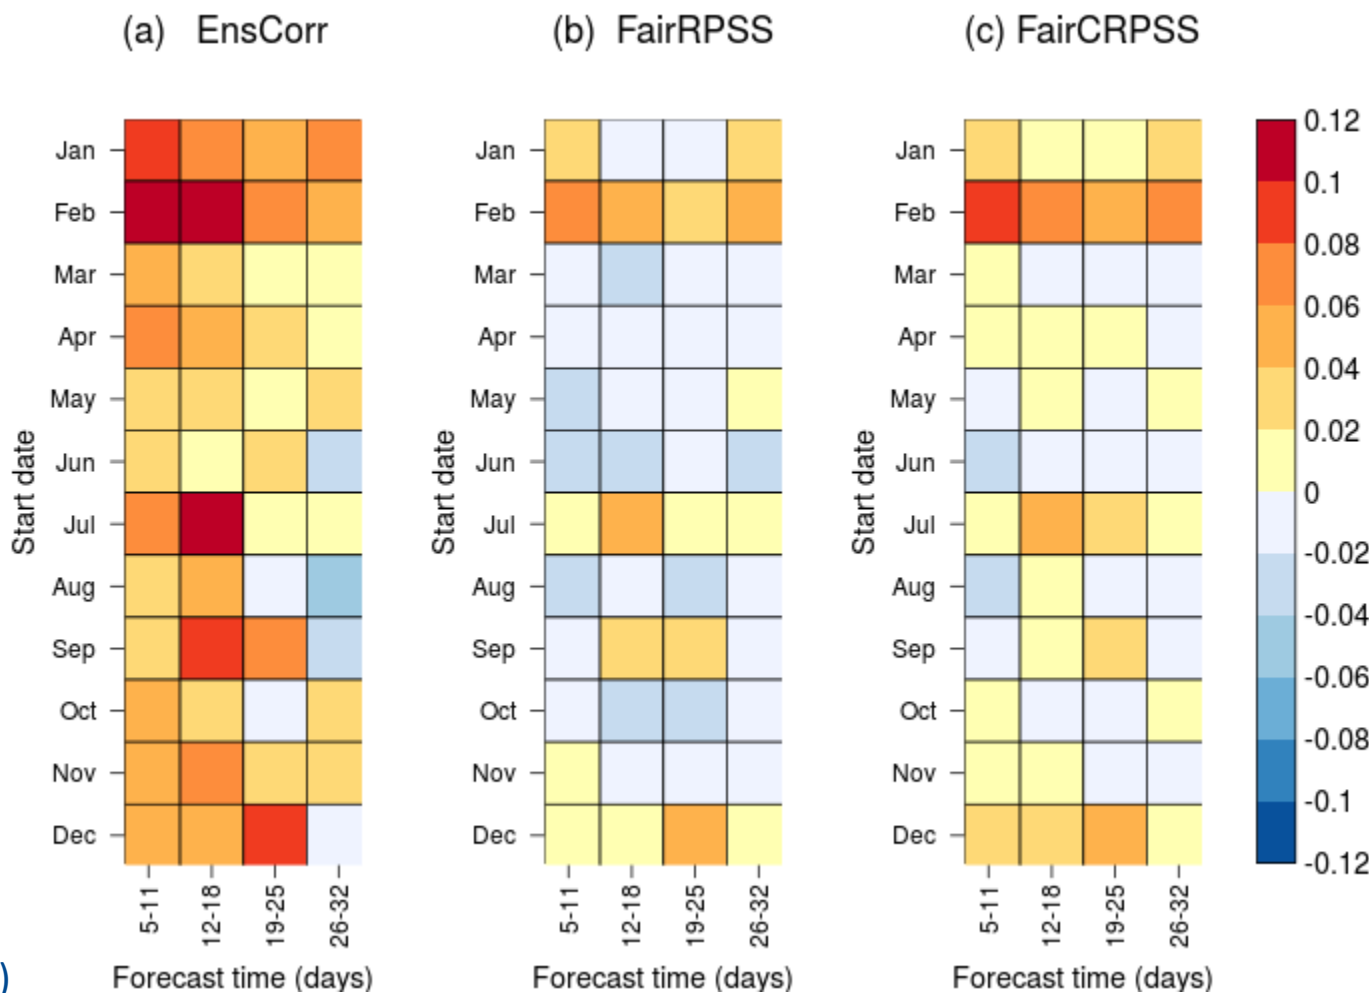 (a) EnsCorr
Jan
Feb
Mar
Apr
May
Jun
Jul
Aug
Sep
Oct
Nov
Dec
Start date
5-11
12-18
19-25
26-32
Forecast time (days)
(b) FairRPSS
Jan
Feb
Mar
Apr
May
Jun
Jul
Aug
Sep
Oct
Nov
Dec
Start date
5-11
12-18
19-25
26-32
Forecast time (days)
(c) FairCRPSS
Jan
Feb
Mar
Apr
May
Jun
Jul
Aug
Sep
Oct
Nov
Dec
Start date
5-11
12-18
19-25
26-32
Forecast time (days)
0.12
0.1
0.08
0.06
0.04
0.02
0
-0.02
-0.04
-0.06
-0.08
-0.1
-0.12
)